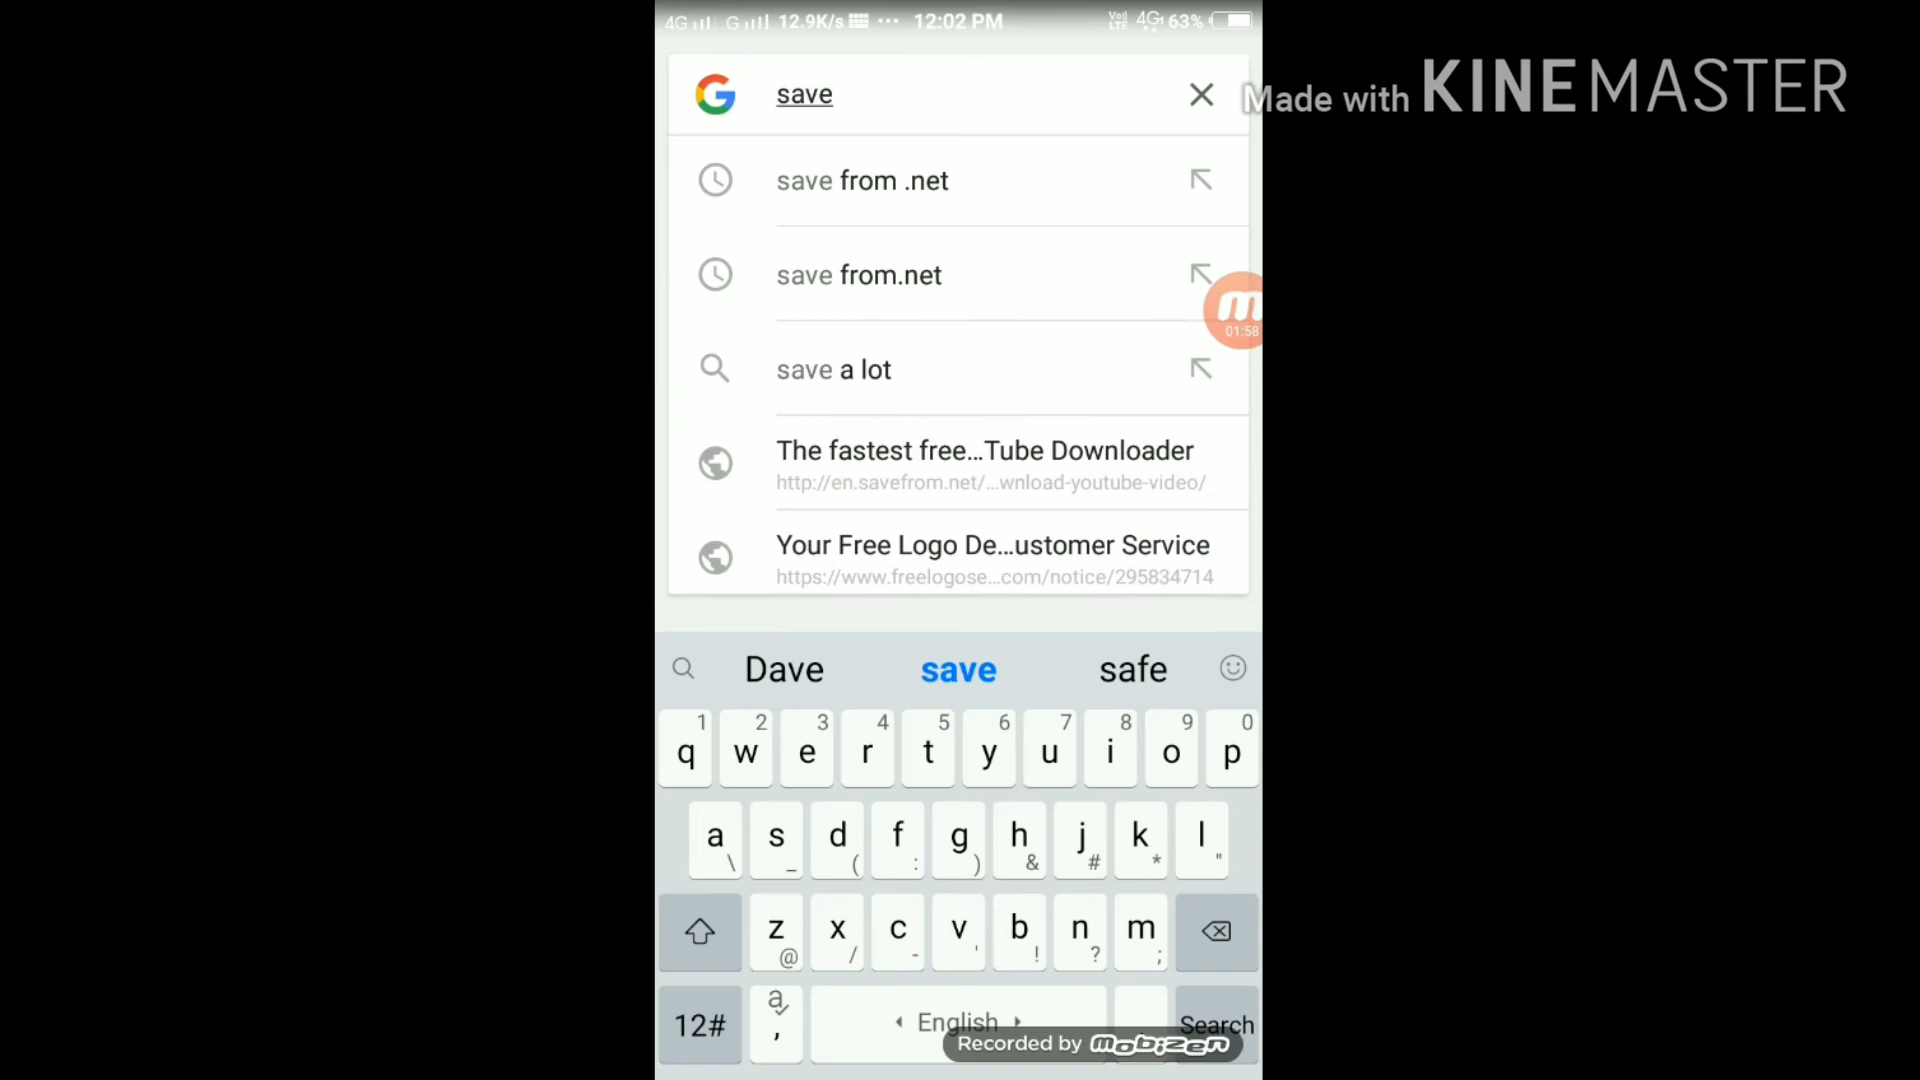 4G G 12.9K/s ... 12:02 PM VoI LTE 4G 63%
save
Made with KINEMASTER
save from .net
save from.net
01:58
save a lot
The fastest free...Tube Downloader
http://en.savefrom.net/...wnload-youtube-video/
Your Free Logo De...ustomer Service
https://www.freelogose...com/notice/295834714
Dave save safe
1 2 3 4 5 6 7 8 9 0
q w e r t y u i o p
a s d f g h j k l
\ _ ( : ) & # * "
z x c v b n m
@ / - ' ! ? ;
12# a , English Search
Recorded by mobizen